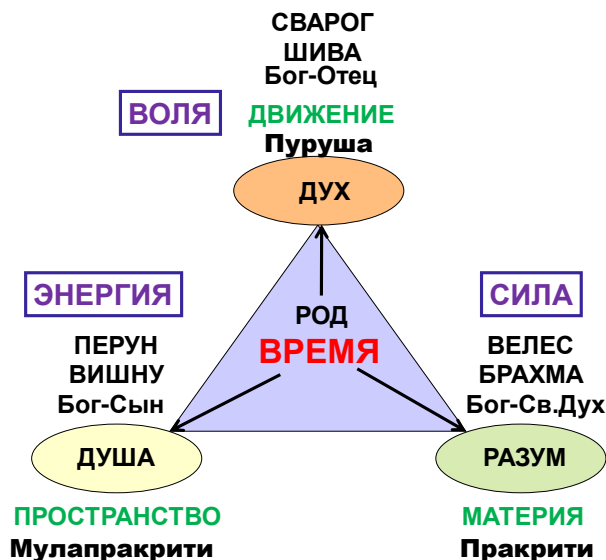 СВАРОГ
ШИВА
Бог-Отец
ВОЛЯ
ДВИЖЕНИЕ
Пуруша
ДУХ
ЭНЕРГИЯ
СИЛА
РОД
ВРЕМЯ
ПЕРУН
ВИШНУ
Бог-Сын
ВЕЛЕС
БРАХМА
Бог-Св.Дух
ДУША
РАЗУМ
ПРОСТРАНСТВО
Мулапракрити
МАТЕРИЯ
Пракрити